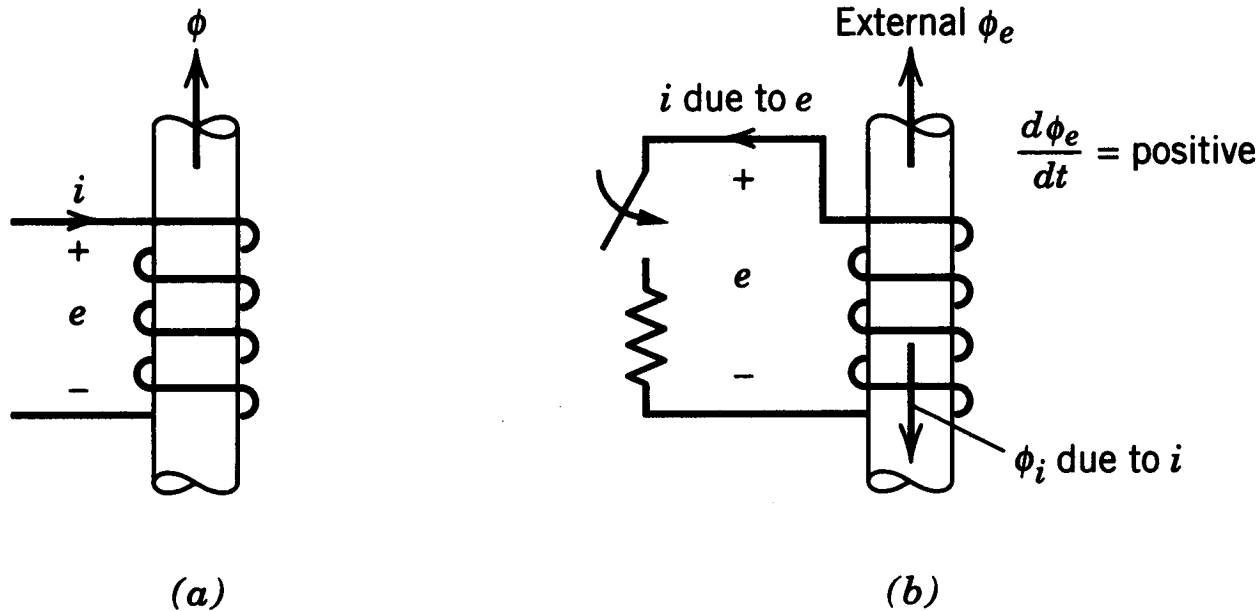 ϕ
i
+
e
−
(a)
External ϕₑ
i due to e
dϕₑ/dt = positive
+
e
−
ϕᵢ due to i
(b)